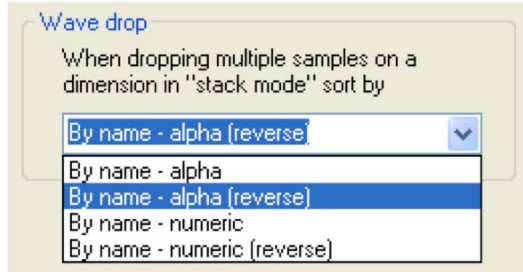 Wave drop
When dropping multiple samples on a
dimension in "stack mode" sort by
By name - alpha (reverse)
By name - alpha
By name - alpha (reverse)
By name - numeric
By name - numeric (reverse)